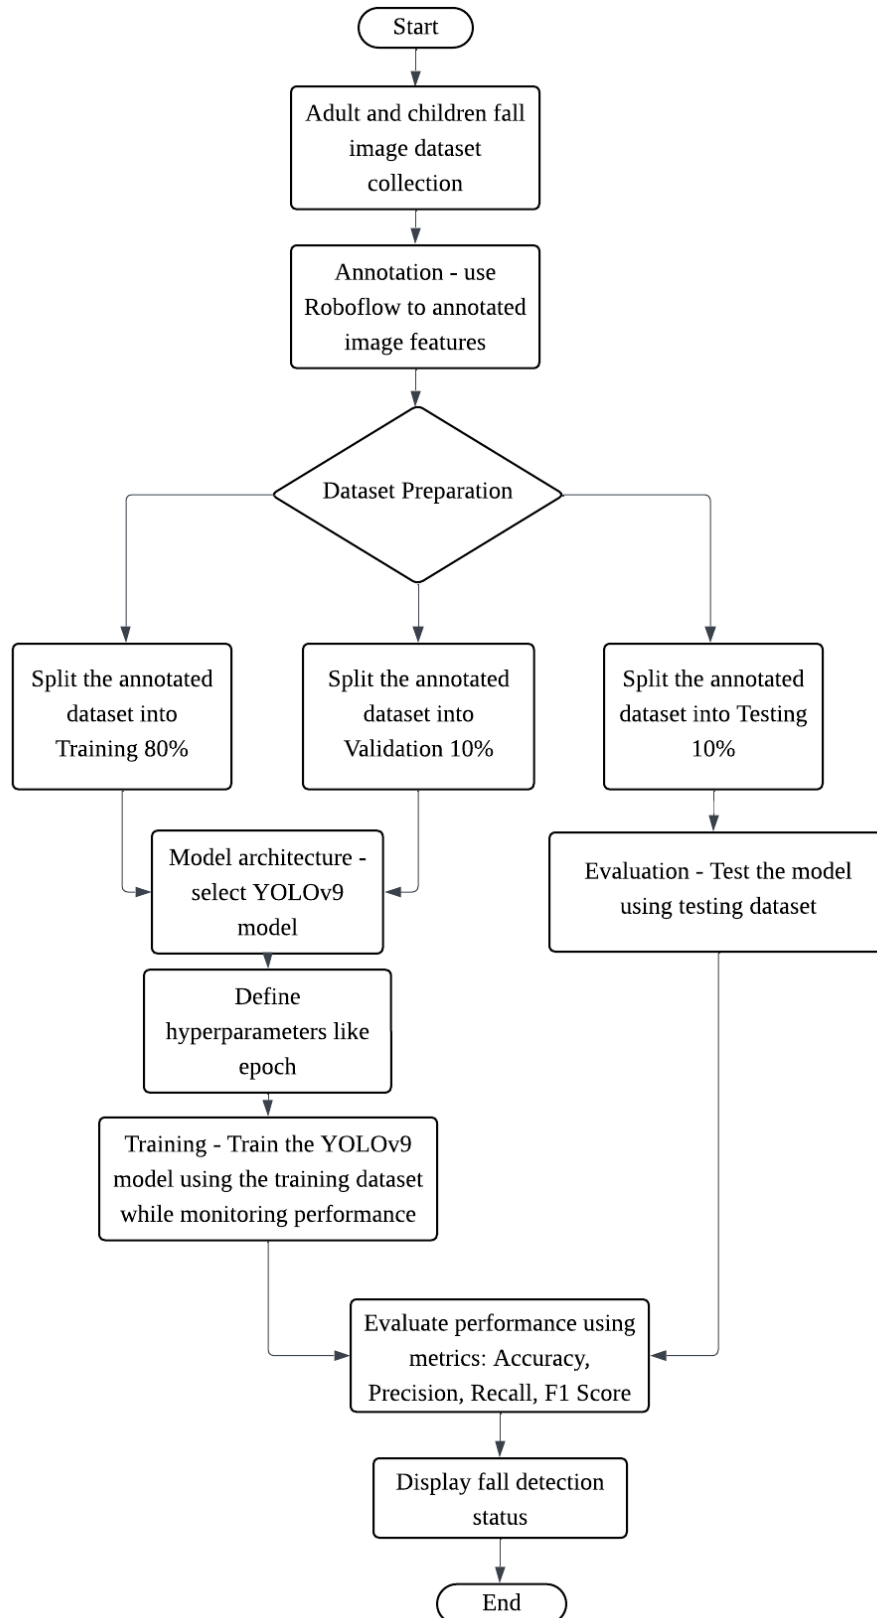 Start
Adult and children fall
image dataset
collection
Annotation - use
Roboflow to annotated
image features
Dataset Preparation
Split the annotated
dataset into
Training 80%
Split the annotated
dataset into
Validation 10%
Split the annotated
dataset into Testing
10%
Model architecture -
select YOLOv9
model
Evaluation - Test the model
using testing dataset
Define
hyperparameters like
epoch
Training - Train the YOLOv9
model using the training dataset
while monitoring performance
Evaluate performance using
metrics: Accuracy,
Precision, Recall, F1 Score
Display fall detection
status
End